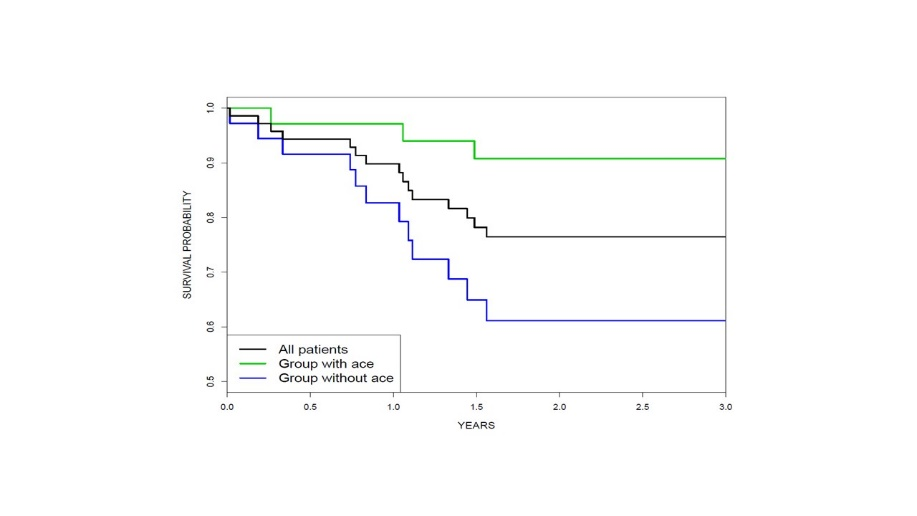 1.0
0.9
0.8
0.7
0.6
0.5
SURVIVAL PROBABILITY
All patients
Group with ace
Group without ace
0.0 0.5 1.0 1.5 2.0 2.5 3.0
YEARS